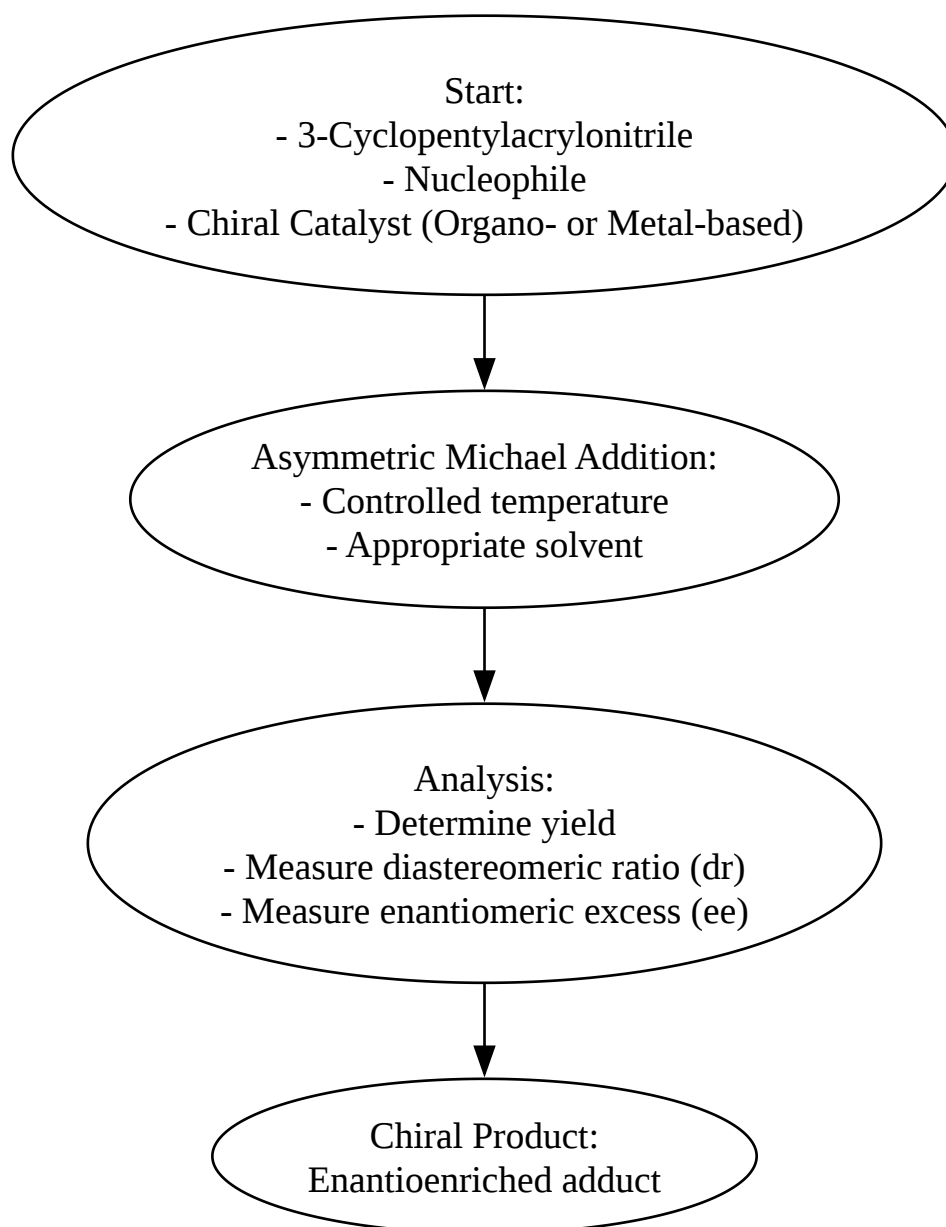 Start:
- 3-Cyclopentylacrylonitrile
- Nucleophile
- Chiral Catalyst (Organo- or Metal-based)
Asymmetric Michael Addition:
- Controlled temperature
- Appropriate solvent
Analysis:
- Determine yield
- Measure diastereomeric ratio (dr)
- Measure enantiomeric excess (ee)
Chiral Product:
Enantioenriched adduct